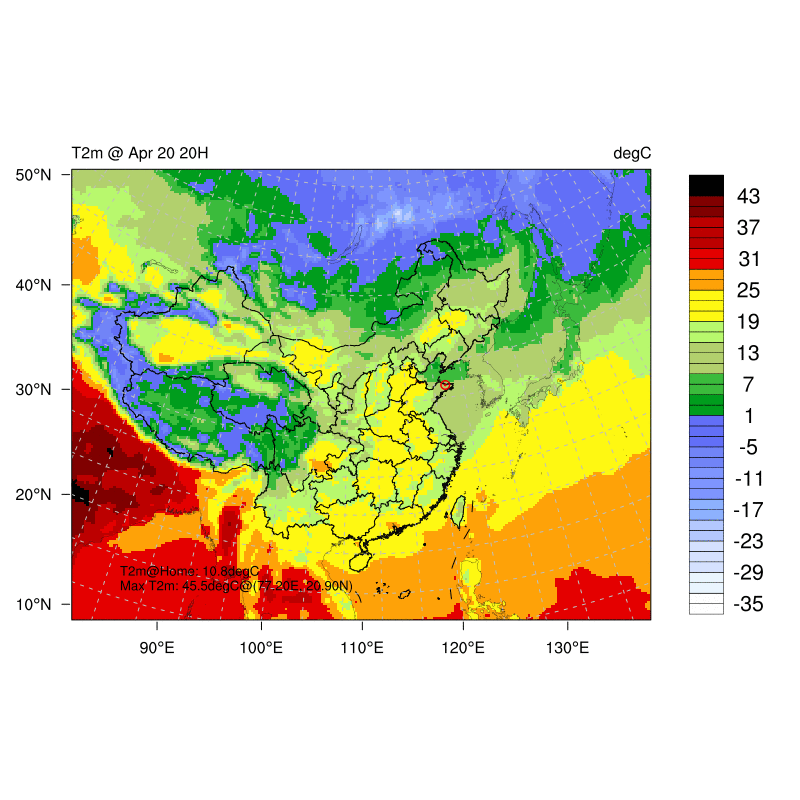 T2m @ Apr 20 20H
degC
50°N
40°N
30°N
20°N
10°N
43
37
31
25
19
13
7
1
-5
-11
-17
-23
-29
-35
T2m@Home: 10.8degC
Max T2m: 45.5degC@(77.20E, 20.90N)
90°E
100°E
110°E
120°E
130°E